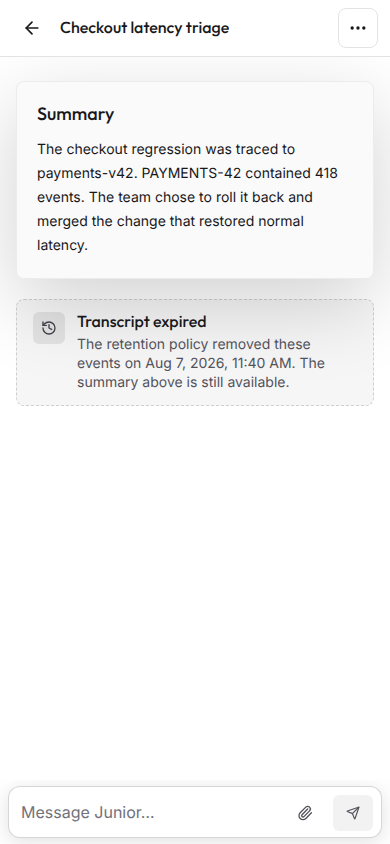 Checkout latency triage
Summary
The checkout regression was traced to
payments-v42. PAYMENTS-42 contained 418
events. The team chose to roll it back and
merged the change that restored normal
latency.
Transcript expired
The retention policy removed these
events on Aug 7, 2026, 11:40 AM. The
summary above is still available.
Message Junior...